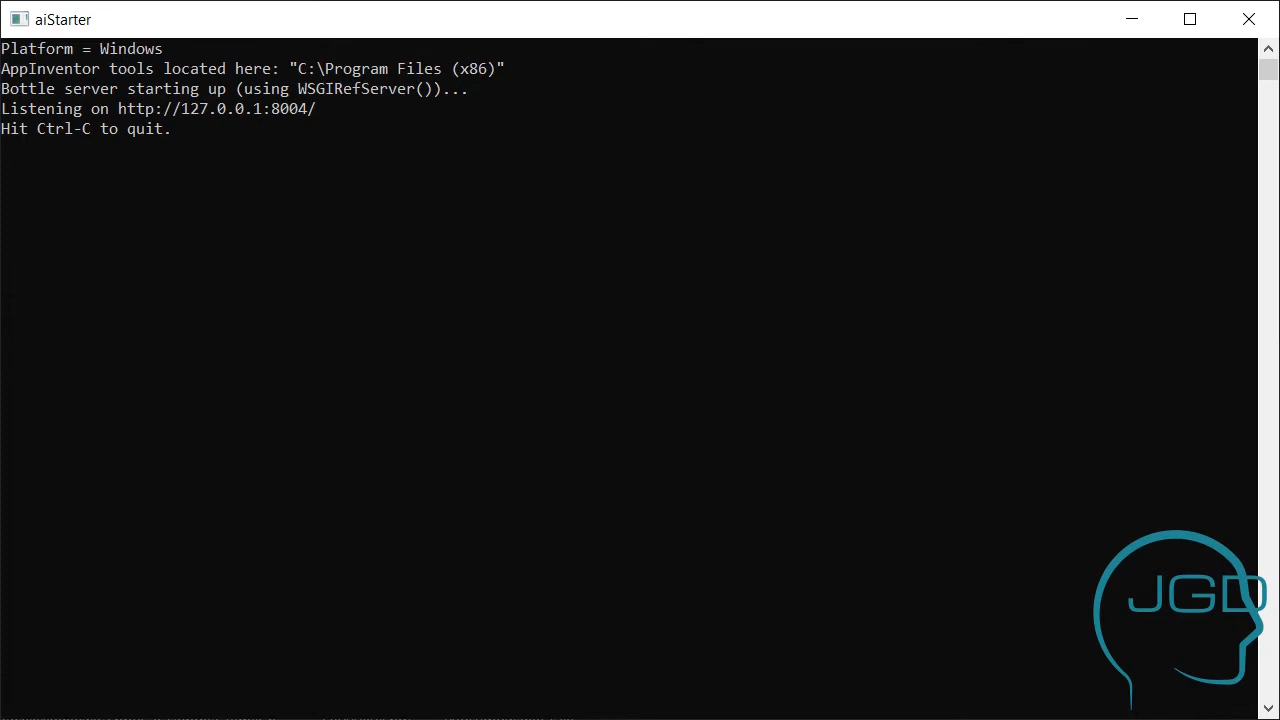 aiStarter
Platform = Windows
AppInventor tools located here: "C:\Program Files (x86)"
Bottle server starting up (using WSGIRefServer())...
Listening on http://127.0.0.1:8004/
Hit Ctrl-C to quit.
JGD